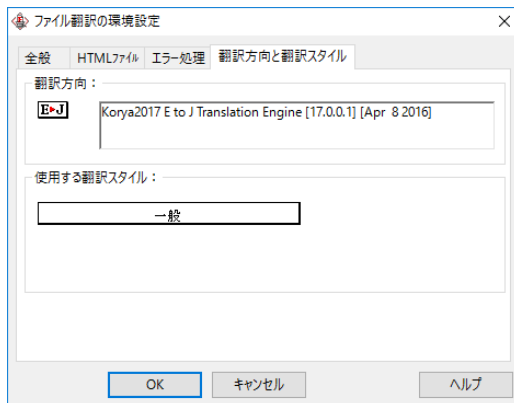 ファイル翻訳の環境設定
全般 HTMLﾌｧｲﾙ ｴﾗｰ処理 翻訳方向と翻訳スタイル
翻訳方向：
E▸J Korya2017 E to J Translation Engine [17.0.0.1] [Apr 8 2016]
使用する翻訳スタイル：
一般
OK キャンセル ヘルプ